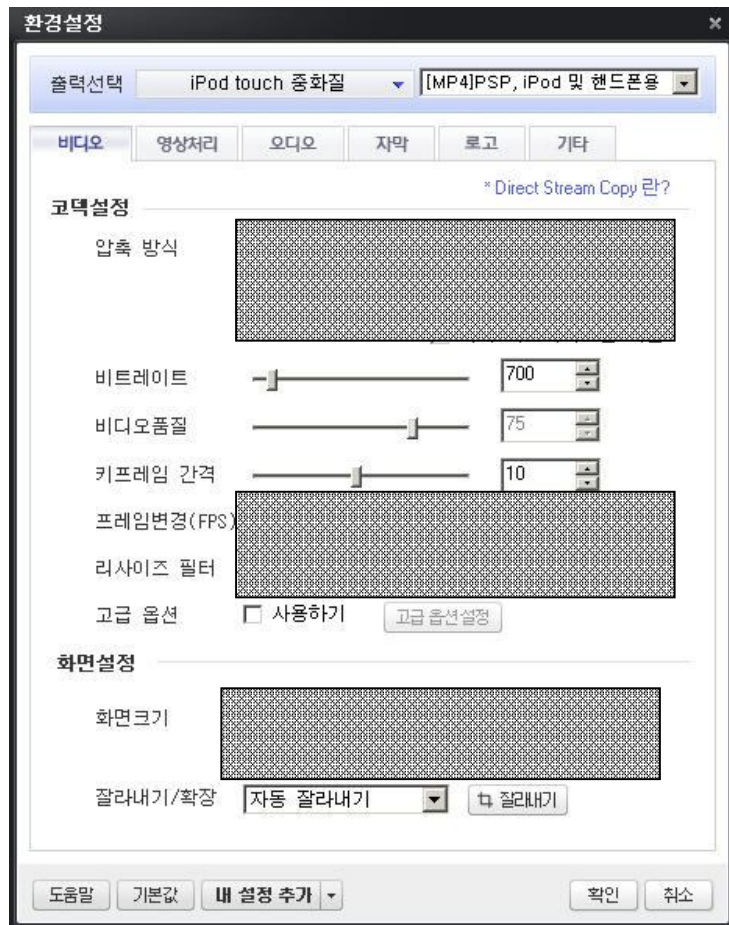 환경설정
출력선택 iPod touch 중화질 [MP4]PSP, iPod 및 핸드폰용
비디오 영상처리 오디오 자막 로고 기타
* Direct Stream Copy 란?
코덱설정
압축 방식
비트레이트 700
비디오품질 75
키프레임 간격 10
프레임변경(FPS)
리사이즈 필터
고급 옵션 사용하기 고급 옵션설정
화면설정
화면크기
잘라내기/확장 자동 잘라내기 잘라내기
도움말 기본값 내 설정 추가 확인 취소